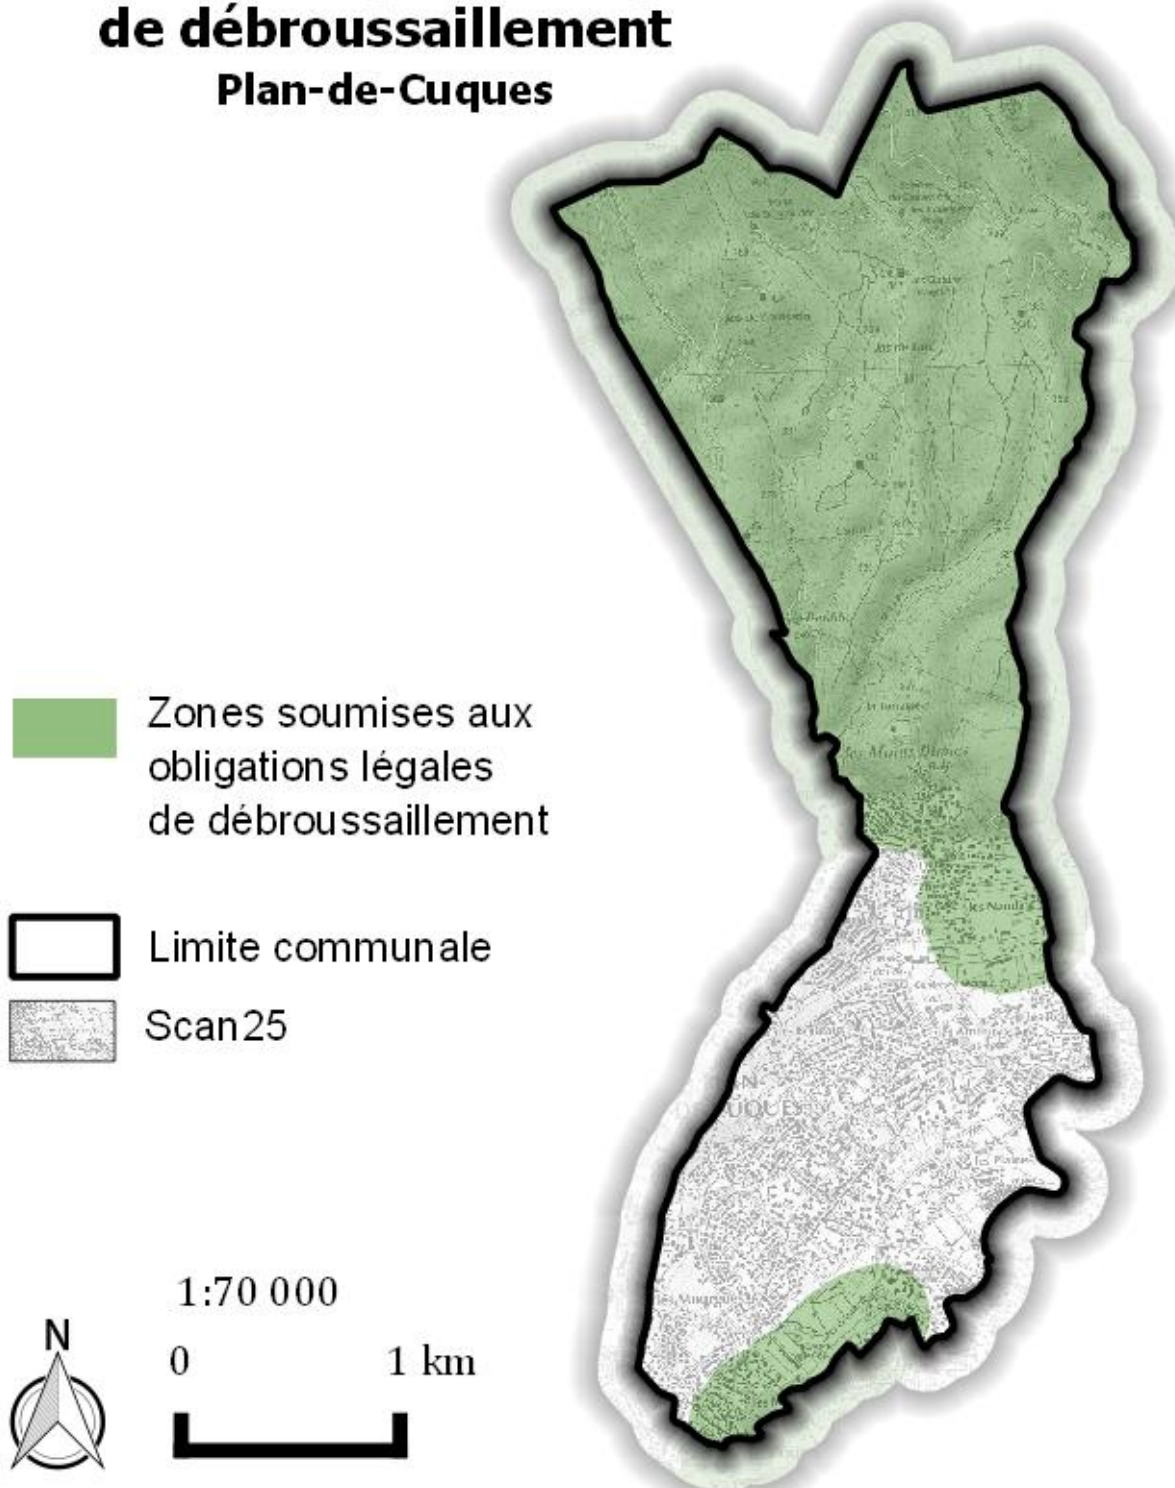 de débroussaillement
Plan-de-Cuques
Zones soumises aux
obligations légales
de débroussaillement
Limite communale
Scan25
1:70 000
N
0 1 km